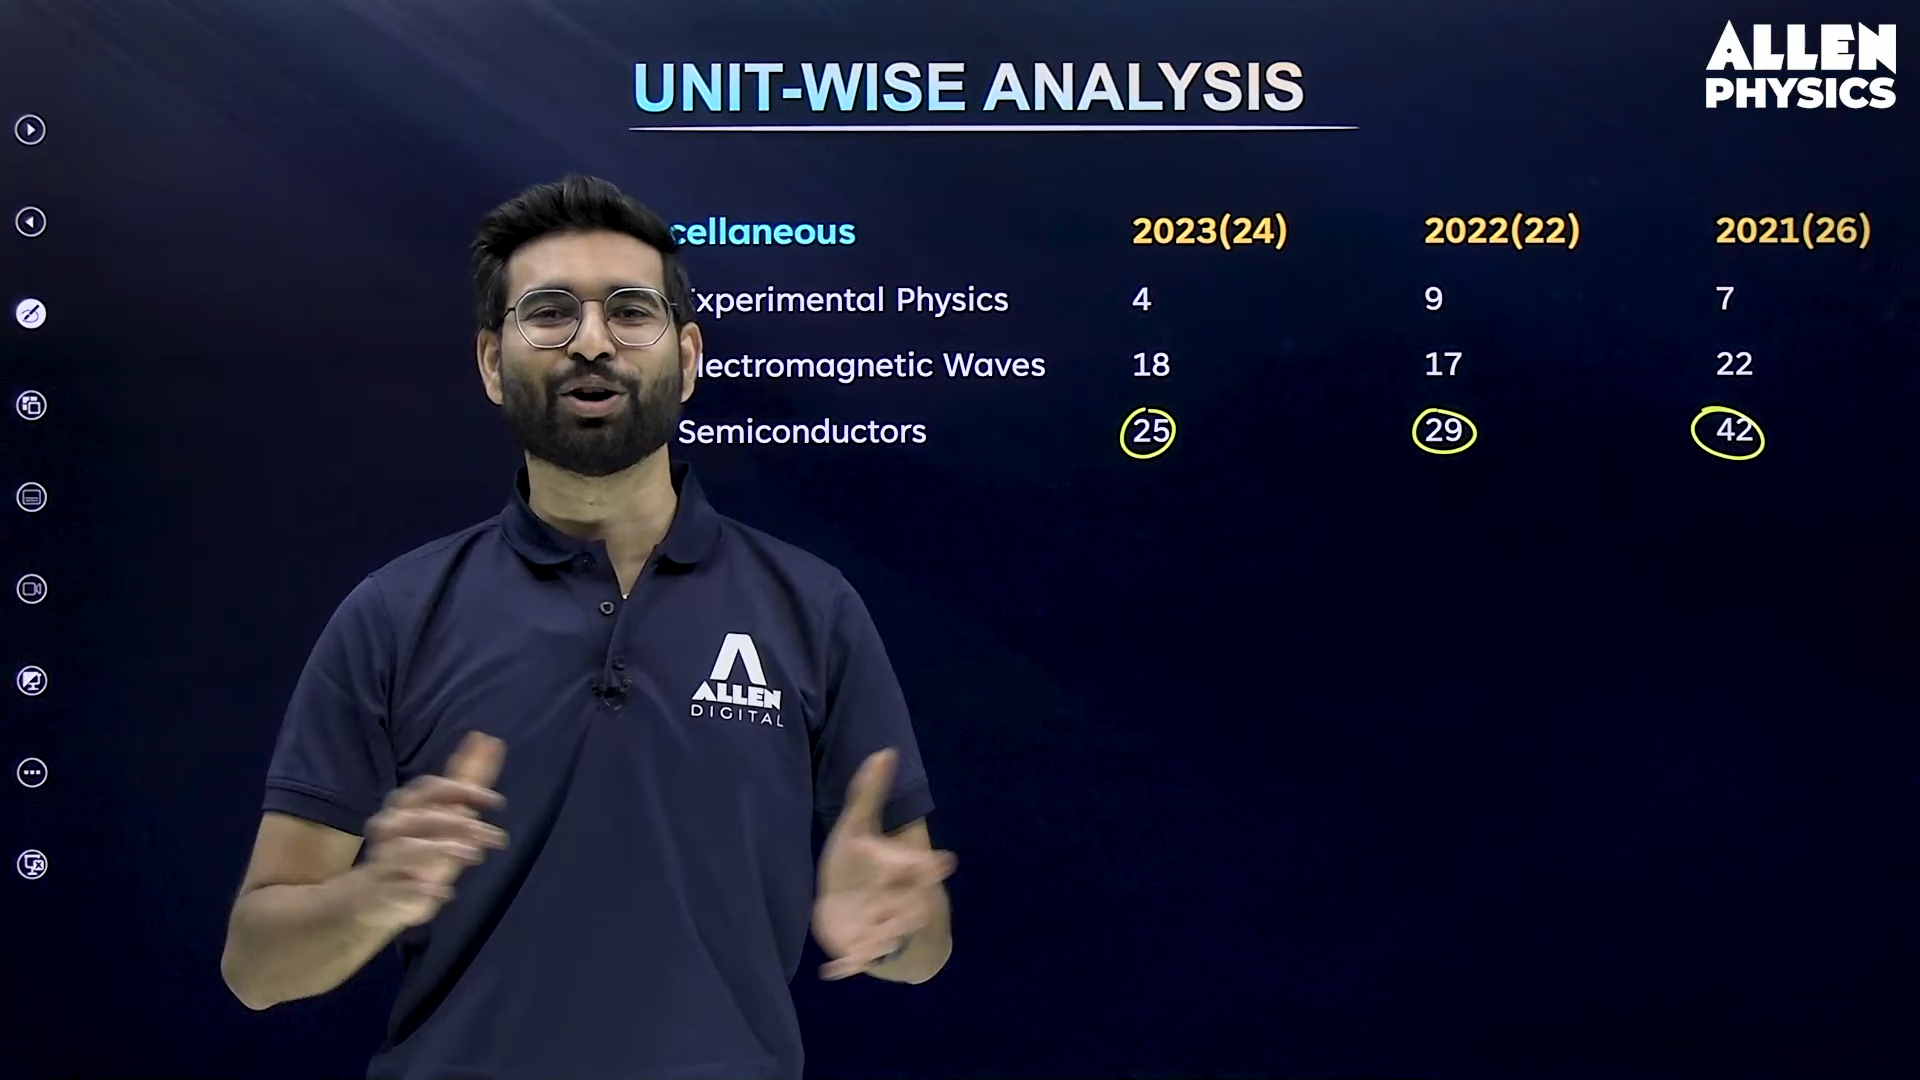 ALLEN
PHYSICS
UNIT-WISE ANALYSIS
cellaneous 2023(24) 2022(22) 2021(26)
Experimental Physics 4 9 7
lectromagnetic Waves 18 17 22
Semiconductors 25 29 42
ALLEN
DIGITAL